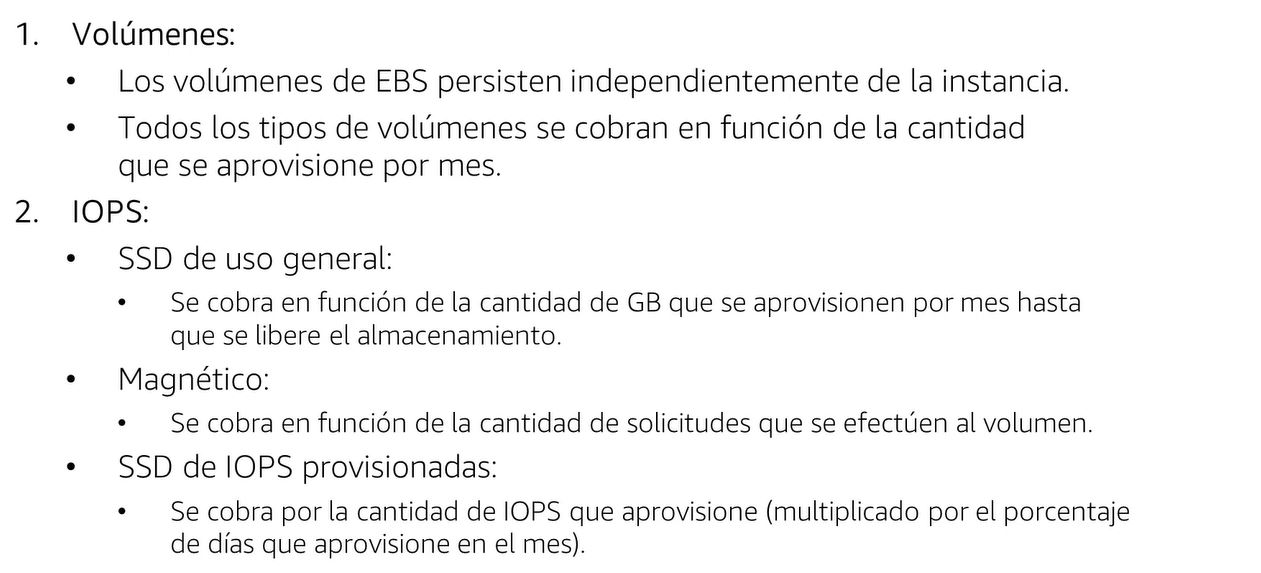 1. Volúmenes:
• Los volúmenes de EBS persisten independientemente de la instancia.
• Todos los tipos de volúmenes se cobran en función de la cantidad
que se aprovisione por mes.
2. IOPS:
• SSD de uso general:
• Se cobra en función de la cantidad de GB que se aprovisionen por mes hasta
que se libere el almacenamiento.
• Magnético:
• Se cobra en función de la cantidad de solicitudes que se efectúen al volumen.
• SSD de IOPS provisionadas:
• Se cobra por la cantidad de IOPS que aprovisione (multiplicado por el porcentaje
de días que aprovisione en el mes).